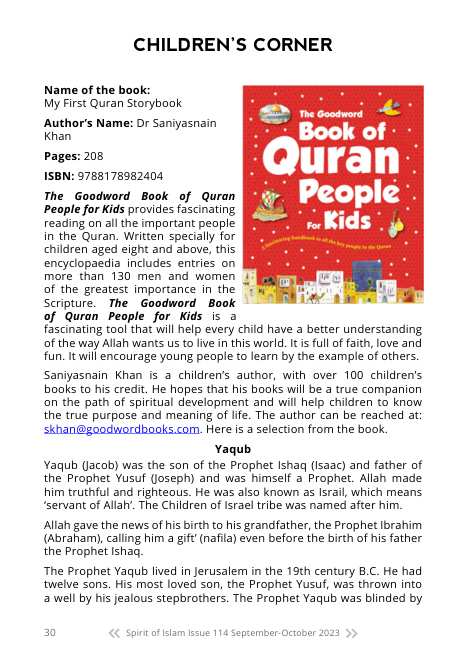 CHILDREN'S CORNER
Name of the book:
My First Quran Storybook
Author's Name: Dr Saniyasnain
Khan
Pages: 208
ISBN: 9788178982404
The Goodword Book of Quran
People for Kids provides fascinating
reading on all the important people
in the Quran. Written specially for
children aged eight and above, this
encyclopaedia includes entries on
more than 130 men and women
of the greatest importance in the
Scripture. The Goodword Book
of Quran People for Kids is a
The Goodword
Book of
Quran
People
For Kids
A fascinating handbook to all the key people in the Quran
fascinating tool that will help every child have a better understanding
of the way Allah wants us to live in this world. It is full of faith, love and
fun. It will encourage young people to learn by the example of others.
Saniyasnain Khan is a children's author, with over 100 children's
books to his credit. He hopes that his books will be a true companion
on the path of spiritual development and will help children to know
the true purpose and meaning of life. The author can be reached at:
skhan@goodwordbooks.com. Here is a selection from the book.
Yaqub
Yaqub (Jacob) was the son of the Prophet Ishaq (Isaac) and father of
the Prophet Yusuf (Joseph) and was himself a Prophet. Allah made
him truthful and righteous. He was also known as Israil, which means
'servant of Allah'. The Children of Israel tribe was named after him.
Allah gave the news of his birth to his grandfather, the Prophet Ibrahim
(Abraham), calling him a gift' (nafila) even before the birth of his father
the Prophet Ishaq.
The Prophet Yaqub lived in Jerusalem in the 19th century B.C. He had
twelve sons. His most loved son, the Prophet Yusuf, was thrown into
a well by his jealous stepbrothers. The Prophet Yaqub was blinded by
30
Spirit of Islam Issue 114 September-October 2023